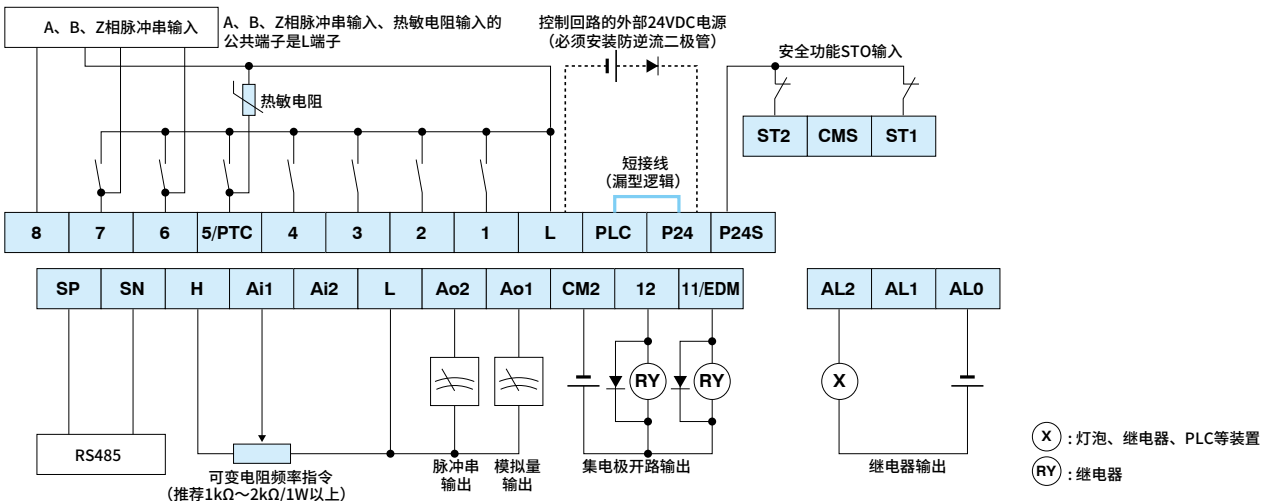 A、B、Z相脉冲串输入
A、B、Z相脉冲串输入、热敏电阻输入的
公共端子是L端子
控制回路的外部24VDC电源
（必须安装防逆流二极管）
安全功能STO输入
热敏电阻
ST2 CMS ST1
短接线
（漏型逻辑）
8 7 6 5/PTC 4 3 2 1 L PLC P24 P24S
SP SN H Ai1 Ai2 L Ao2 Ao1 CM2 12 11/EDM
AL2 AL1 AL0
RY RY
X
RS485
可变电阻频率指令
（推荐1kΩ～2kΩ/1W以上）
脉冲串
输出
模拟量
输出
集电极开路输出
继电器输出
X : 灯泡、继电器、PLC等装置
RY : 继电器